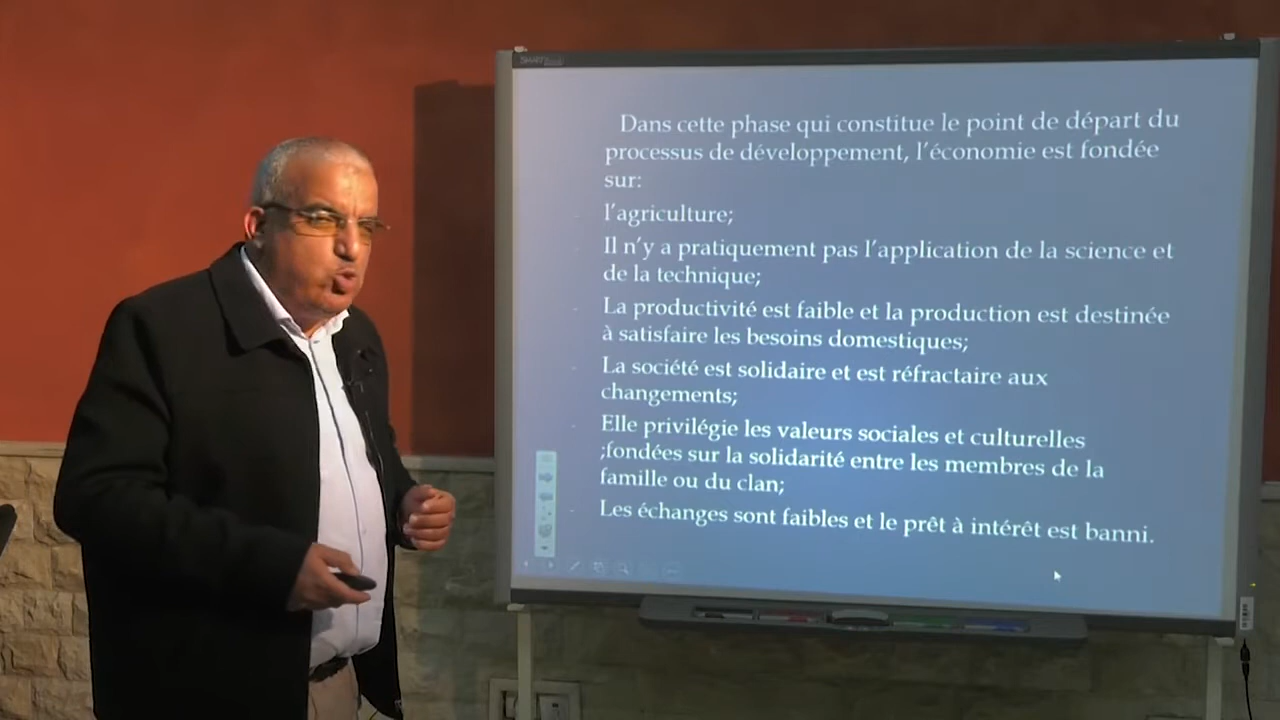 SMART
Dans cette phase qui constitue le point de départ du
processus de développement, l'économie est fondée
sur:
- l'agriculture;
- Il n'y a pratiquement pas l'application de la science et
de la technique;
- La productivité est faible et la production est destinée
à satisfaire les besoins domestiques;
- La société est solidaire et est réfractaire aux
changements;
- Elle privilégie les valeurs sociales et culturelles
;fondées sur la solidarité entre les membres de la
famille ou du clan;
- Les échanges sont faibles et le prêt à intérêt est banni.